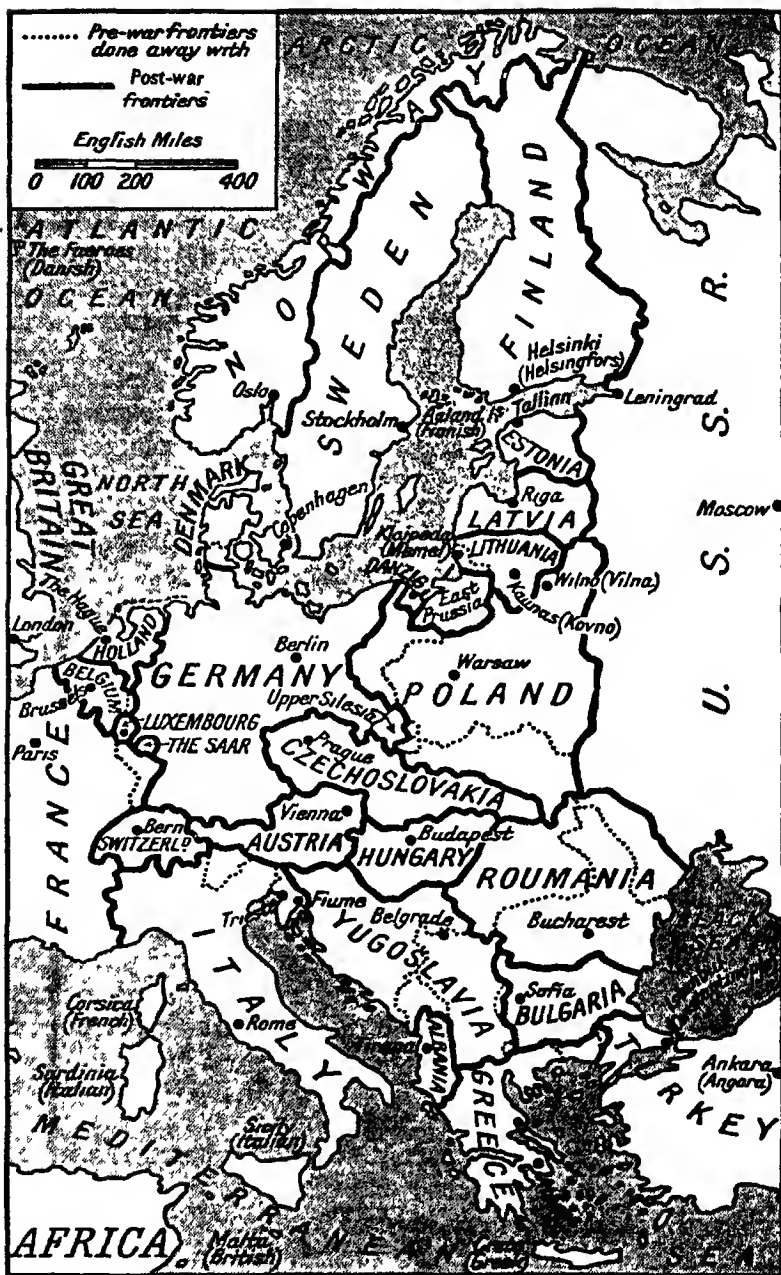 Pre-war frontiers
done away with
Post-war
frontiers
English Miles
0 100 200 400
ARCTIC OCEAN
ATLANTIC
OCEAN
The Faeroes
(Danish)
NORWAY
SWEDEN
FINLAND
U. S. S. R.
Helsinki
(Helsingfors)
Oslo
Stockholm
Aaland Is.
(Finnish)
Tallinn
Leningrad
ESTONIA
GREAT
BRITAIN
NORTH
SEA
DENMARK
Copenhagen
Riga
LATVIA
Moscow
Klaipeda
(Memel)
LITHUANIA
DANZIG
East
Prussia
Wilno (Vilna)
Kaunas (Kovno)
London
The Hague
HOLLAND
Berlin
GERMANY
Warsaw
POLAND
BELGIUM
Brussels
Upper Silesia
LUXEMBOURG
THE SAAR
Paris
FRANCE
Prague
CZECHOSLOVAKIA
Bern
SWITZERLD
Vienna
AUSTRIA
Budapest
HUNGARY
ROUMANIA
Fiume
Belgrade
Bucharest
BLACK
SEA
ITALY
YUGOSLAVIA
Sofia
BULGARIA
Corsica
(French)
Rome
Tirana
ALBANIA
GREECE
TURKEY
Ankara
(Angora)
Sardinia
(Italian)
Sicily
(Italian)
MEDITERRANEAN SEA
AFRICA
Malta
(British)